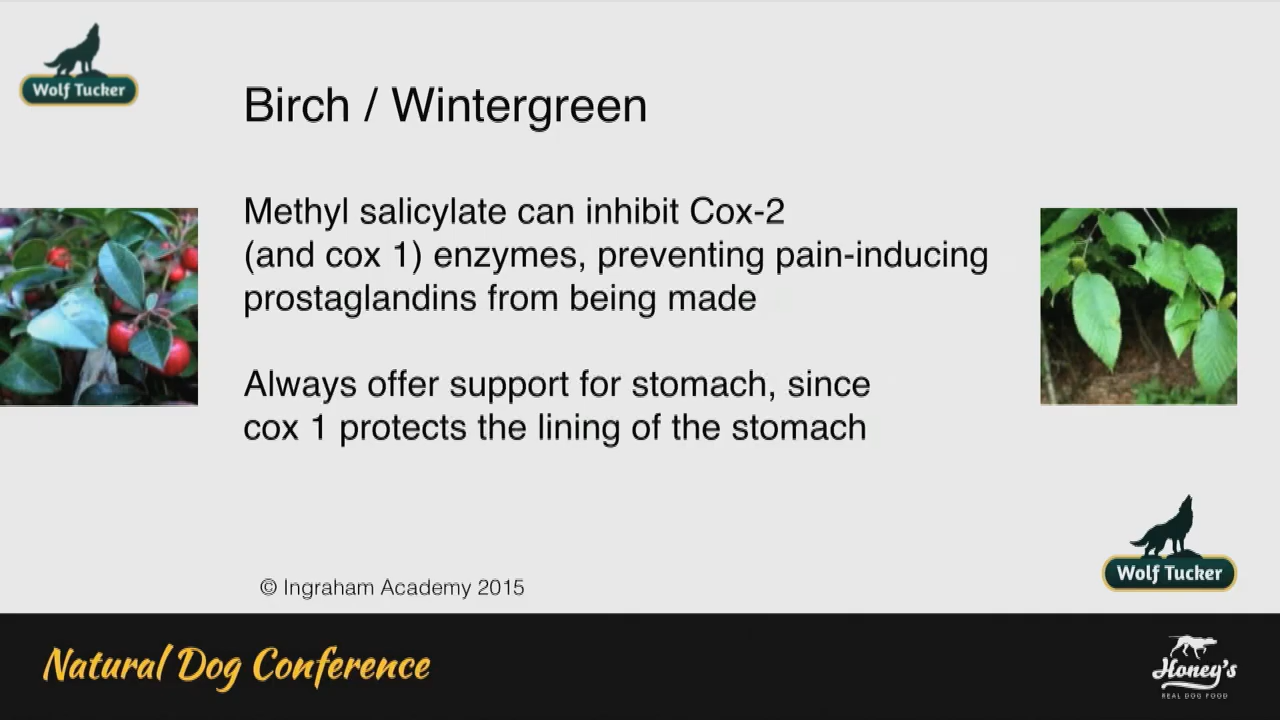 Wolf Tucker
Birch / Wintergreen
Methyl salicylate can inhibit Cox-2
(and cox 1) enzymes, preventing pain-inducing
prostaglandins from being made
Always offer support for stomach, since
cox 1 protects the lining of the stomach
Wolf Tucker
© Ingraham Academy 2015
Natural Dog Conference
Honey's
REAL DOG FOOD